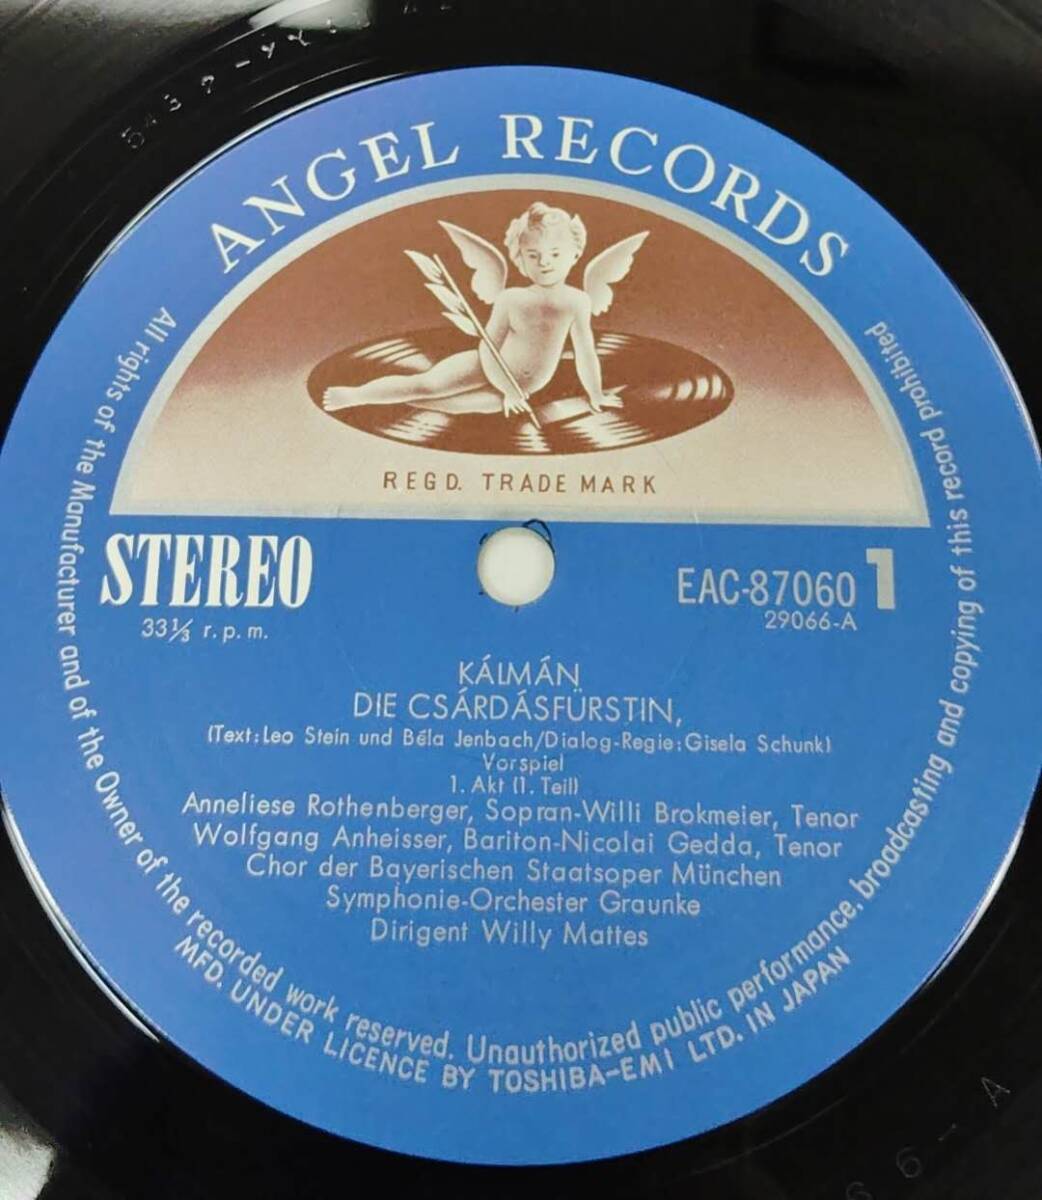 ANGEL RECORDS
REGD. TRADE MARK
STEREO
33⅓ r.p.m.
EAC-87060 1
29066-A
KÁLMÁN
DIE CSÁRDÁSFÜRSTIN,
(Text:Leo Stein und Béla Jenbach/Dialog-Regie:Gisela Schunk)
Vorspiel
1. Akt (1. Teil)
Anneliese Rothenberger, Sopran-Willi Brokmeier, Tenor
Wolfgang Anheisser, Bariton-Nicolai Gedda, Tenor
Chor der Bayerischen Staatsoper München
Symphonie-Orchester Graunke
Dirigent Willy Mattes
All rights of the Manufacturer and of the Owner of the recorded work reserved. Unauthorized public performance, broadcasting and copying of this record prohibited
MFD. UNDER LICENCE BY TOSHIBA-EMI LTD. IN JAPAN